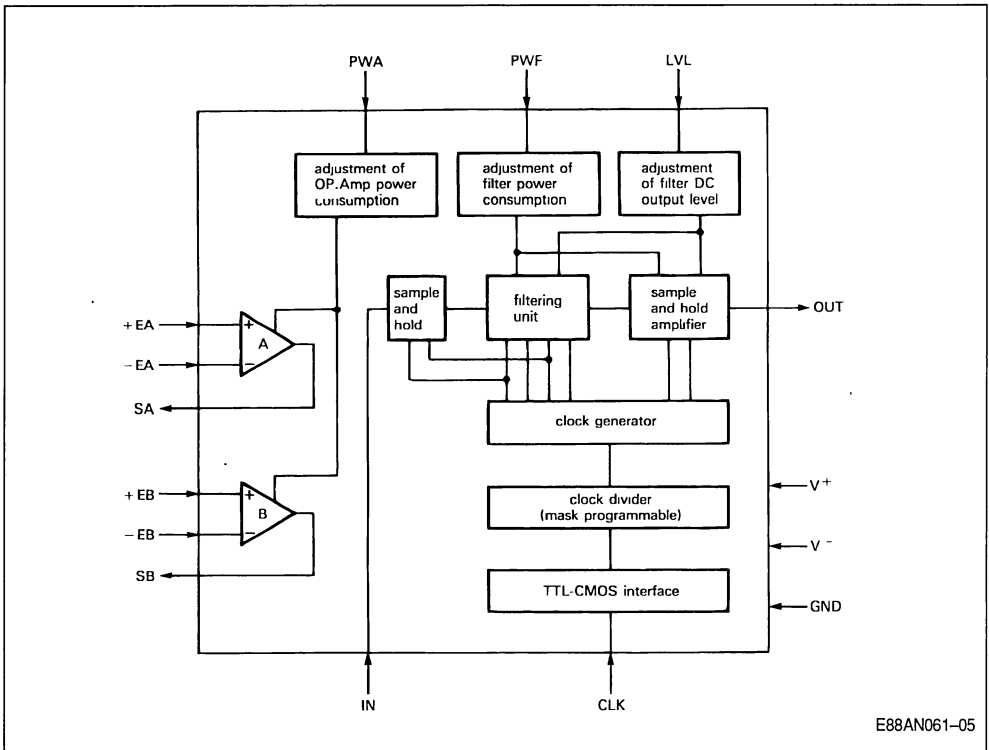 PWA PWF LVL
adjustment of
OP.Amp power
consumption
adjustment of
filter power
consumption
adjustment
of filter DC
output level
sample
and
hold
filtering
unit
sample
and hold
amplifier
OUT
+ EA
+
A
− EA
−
SA
clock generator
+ EB
+
B
− EB
−
SB
clock divider
(mask programmable)
V+
V−
TTL-CMOS interface
GND
IN CLK
E88AN061–05